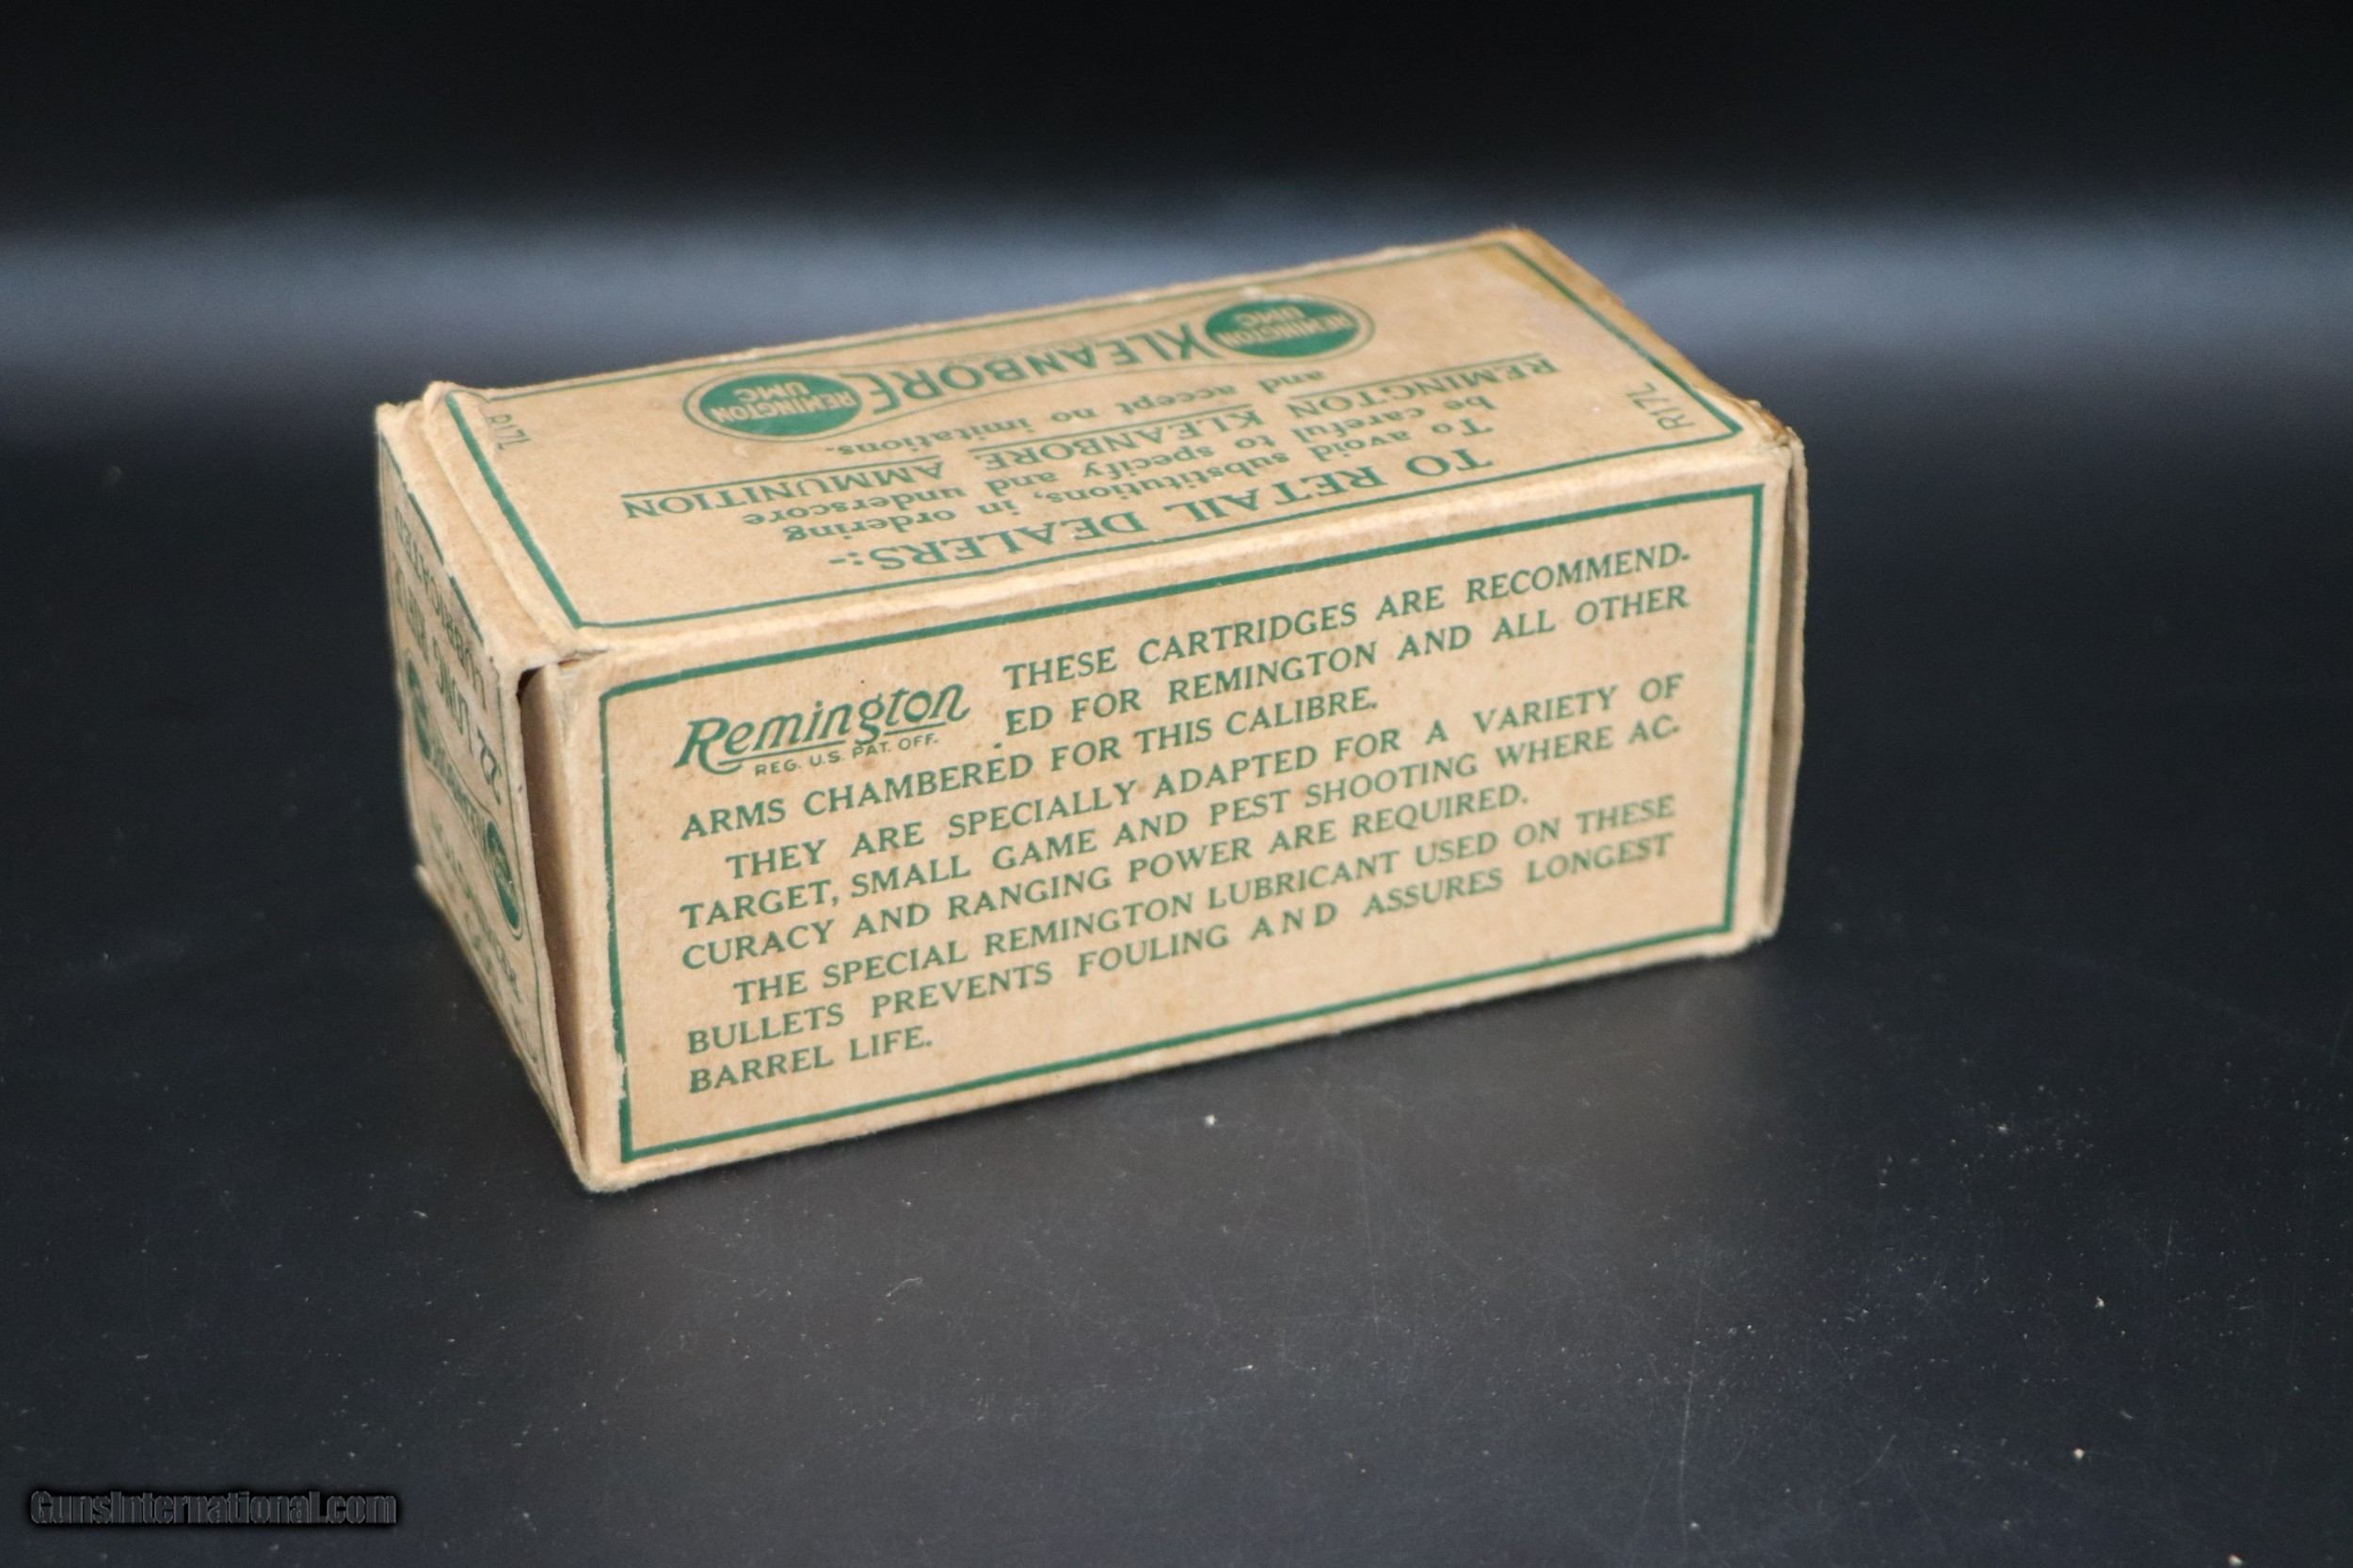 R17L
REMINGTON
UMC
KLEANBORE
REMINGTON
UMC
TO RETAIL DEALERS:-
To avoid substitutions, in ordering
be careful to specify and underscore
REMINGTON KLEANBORE AMMUNITION
and accept no imitations.
R17L
Remington
REG. U.S. PAT. OFF.
THESE CARTRIDGES ARE RECOMMEND-
ED FOR REMINGTON AND ALL OTHER
ARMS CHAMBERED FOR THIS CALIBRE.
THEY ARE SPECIALLY ADAPTED FOR A VARIETY OF
TARGET, SMALL GAME AND PEST SHOOTING WHERE AC-
CURACY AND RANGING POWER ARE REQUIRED.
THE SPECIAL REMINGTON LUBRICANT USED ON THESE
BULLETS PREVENTS FOULING AND ASSURES LONGEST
BARREL LIFE.
GunsInternational.com